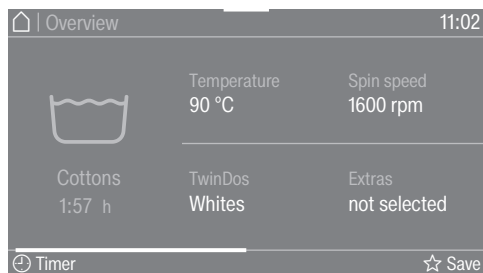 | Overview 11:02
Temperature Spin speed
90 °C 1600 rpm
Cottons TwinDos Extras
1:57 h Whites not selected
Timer Save